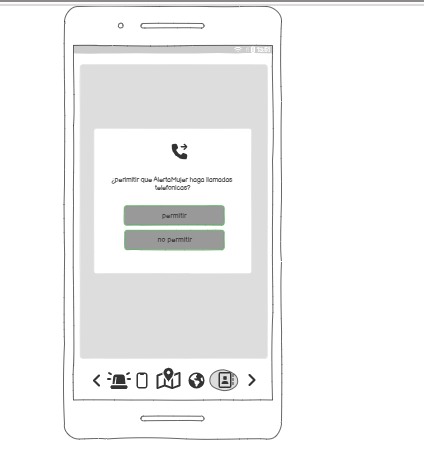 ¿permitir que AlertaMujer haga llamadas
telefonicas?
permitir
no permitir